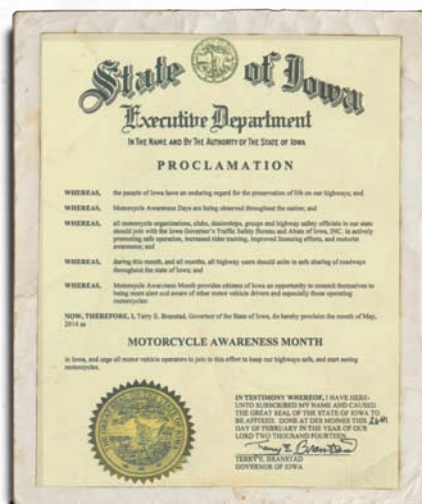 State of Iowa
Executive Department
IN THE NAME AND BY THE AUTHORITY OF THE STATE OF IOWA
PROCLAMATION
WHEREAS, the people of Iowa have an enduring regard for the preservation of life on our highways, and
WHEREAS, Motorcycle Awareness Days are being observed throughout the nation; and
WHEREAS, all motorcycle organizations, clubs, dealerships, groups and highway safety officials in our state
should join with the Iowa Governor's Traffic Safety Bureau and Abate of Iowa, INC. in actively
promoting safe operation, increased rider training, improved licensing efforts, and motorist
awareness; and
WHEREAS, during this month, and all months, all highway users should unite in safe sharing of roadways
throughout the state of Iowa; and
WHEREAS, Motorcycle Awareness Month provides citizens of Iowa an opportunity to commit themselves to
being more alert and aware of other motor vehicle drivers and especially those operating
motorcycles:
NOW, THEREFORE, I, Terry E. Branstad, Governor of the State of Iowa, do hereby proclaim the month of May,
2014 as
MOTORCYCLE AWARENESS MONTH
in Iowa, and urge all motor vehicle operators to join in this effort to keep our highways safe, and start seeing
motorcycles.
IN TESTIMONY WHEREOF, I HAVE HERE-
UNTO SUBSCRIBED MY NAME AND CAUSED
THE GREAT SEAL OF THE STATE OF IOWA TO
BE AFFIXED. DONE AT DES MOINES THIS 26th
DAY OF FEBRUARY IN THE YEAR OF OUR
LORD TWO THOUSAND FOURTEEN.
Terry E. Branstad
TERRY E. BRANSTAD
GOVERNOR OF IOWA